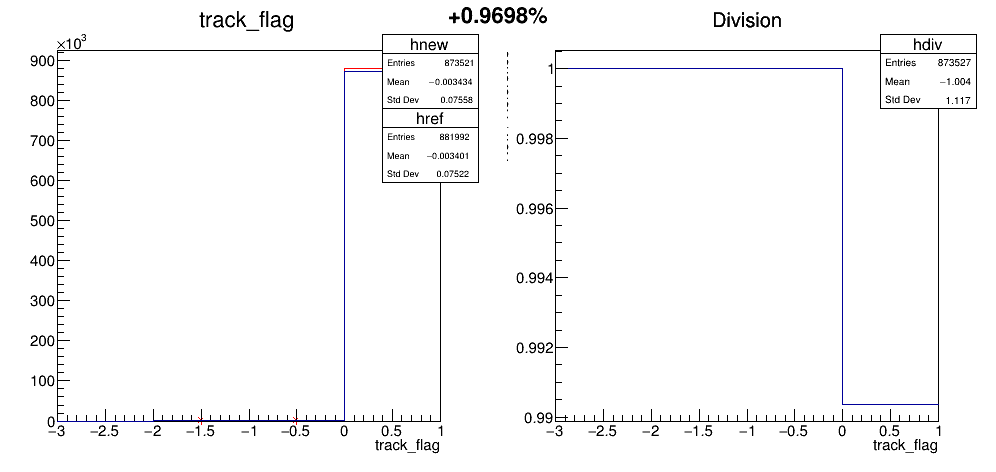 +0.9698%
track_flag
×10³
hnew
Entries 873521
Mean −0.003434
Std Dev 0.07558
href
Entries 881992
Mean −0.003401
Std Dev 0.07522
900
800
700
600
500
400
300
200
100
0
−3 −2.5 −2 −1.5 −1 −0.5 0 0.5 1
track_flag
Division
hdiv
Entries 873527
Mean −1.004
Std Dev 1.117
1
0.998
0.996
0.994
0.992
0.99
−3 −2.5 −2 −1.5 −1 −0.5 0 0.5 1
track_flag